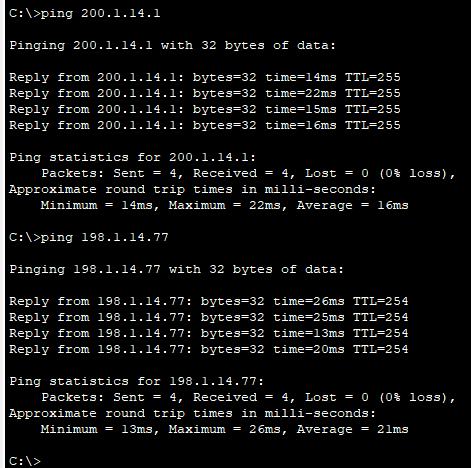 C:\>ping 200.1.14.1
Pinging 200.1.14.1 with 32 bytes of data:
Reply from 200.1.14.1: bytes=32 time=14ms TTL=255
Reply from 200.1.14.1: bytes=32 time=22ms TTL=255
Reply from 200.1.14.1: bytes=32 time=15ms TTL=255
Reply from 200.1.14.1: bytes=32 time=16ms TTL=255
Ping statistics for 200.1.14.1:
    Packets: Sent = 4, Received = 4, Lost = 0 (0% loss),
Approximate round trip times in milli-seconds:
    Minimum = 14ms, Maximum = 22ms, Average = 16ms
C:\>ping 198.1.14.77
Pinging 198.1.14.77 with 32 bytes of data:
Reply from 198.1.14.77: bytes=32 time=26ms TTL=254
Reply from 198.1.14.77: bytes=32 time=25ms TTL=254
Reply from 198.1.14.77: bytes=32 time=13ms TTL=254
Reply from 198.1.14.77: bytes=32 time=20ms TTL=254
Ping statistics for 198.1.14.77:
    Packets: Sent = 4, Received = 4, Lost = 0 (0% loss),
Approximate round trip times in milli-seconds:
    Minimum = 13ms, Maximum = 26ms, Average = 21ms
C:\>